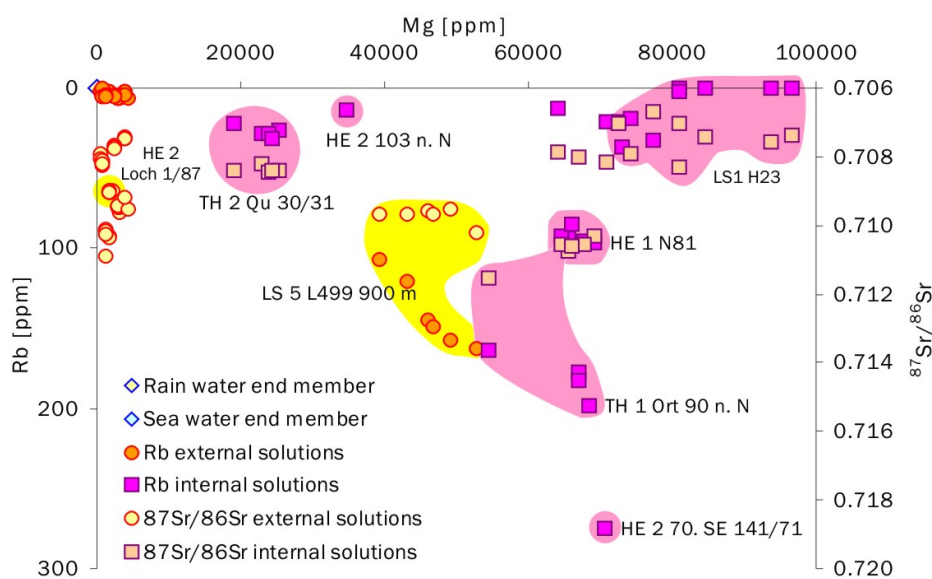 Mg [ppm]
0 20000 40000 60000 80000 100000
0 0.706
HE 2 103 n. N
HE 2
Loch 1/87
0.708
LS1 H23
TH 2 Qu 30/31
0.710
100
HE 1 N81
LS 5 L499 900 m
0.712
Rb [ppm]
87Sr/86Sr
0.714
Rain water end member
200
TH 1 Ort 90 n. N
Sea water end member
0.716
Rb external solutions
Rb internal solutions
0.718
87Sr/86Sr external solutions
HE 2 70. SE 141/71
87Sr/86Sr internal solutions
300 0.720